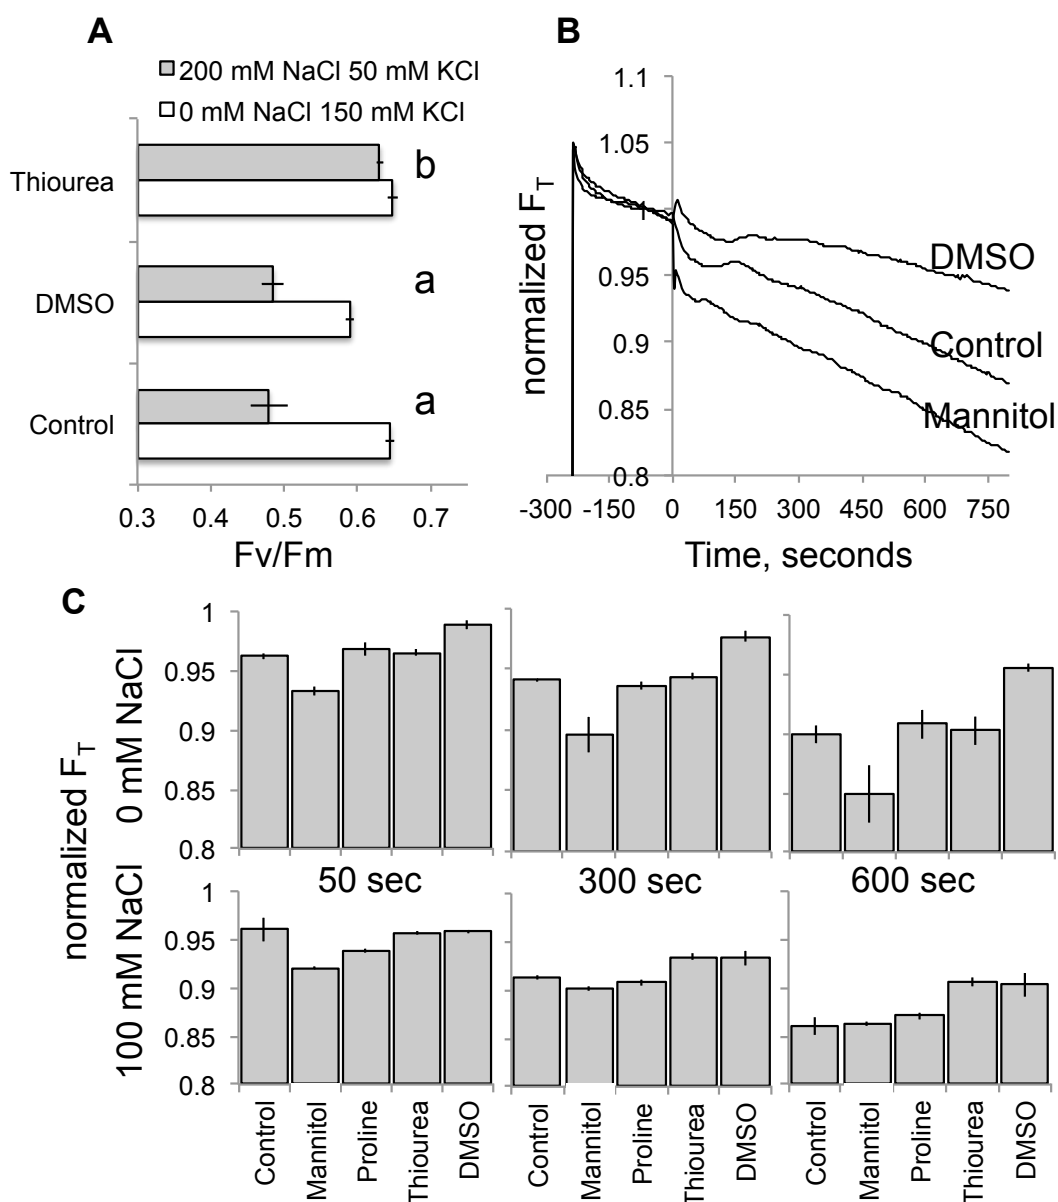 A
200 mM NaCl 50 mM KCl
0 mM NaCl 150 mM KCl
Thiourea
b
DMSO
a
Control
a
0.3 0.4 0.5 0.6 0.7
Fv/Fm
B
normalized F_T
1.1
1.05
1
0.95
0.9
0.85
0.8
DMSO
Control
Mannitol
-300 -150 0 150 300 450 600 750
Time, seconds
C
normalized F_T
0 mM NaCl
1
0.95
0.9
0.85
0.8
50 sec 300 sec 600 sec
100 mM NaCl
1
0.95
0.9
0.85
0.8
Control Mannitol Proline Thiourea DMSO
Control Mannitol Proline Thiourea DMSO
Control Mannitol Proline Thiourea DMSO